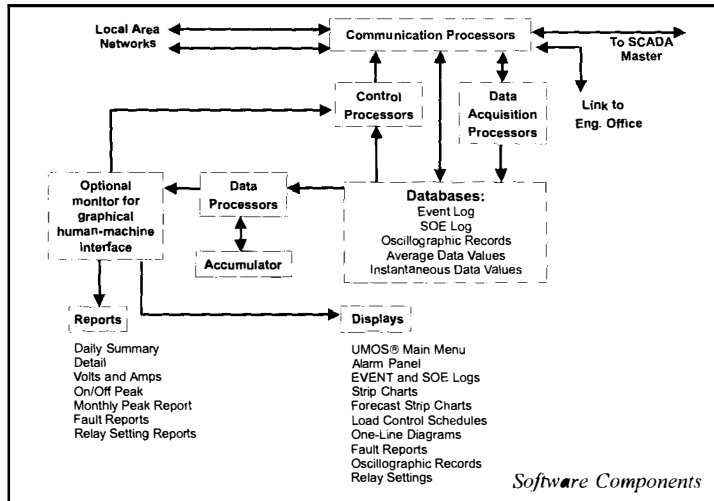 Local Area
Networks
Communication Processors
To SCADA
Master
Control
Processors
Data
Acquisition
Processors
Link to
Eng. Office
Optional
monitor for
graphical
human-machine
interface
Data
Processors
Accumulator
Databases:
Event Log
SOE Log
Oscillographic Records
Average Data Values
Instantaneous Data Values
Reports
Daily Summary
Detail
Volts and Amps
On/Off Peak
Monthly Peak Report
Fault Reports
Relay Setting Reports
Displays
UMOS® Main Menu
Alarm Panel
EVENT and SOE Logs
Strip Charts
Forecast Strip Charts
Load Control Schedules
One-Line Diagrams
Fault Reports
Oscillographic Records
Relay Settings
Software Components